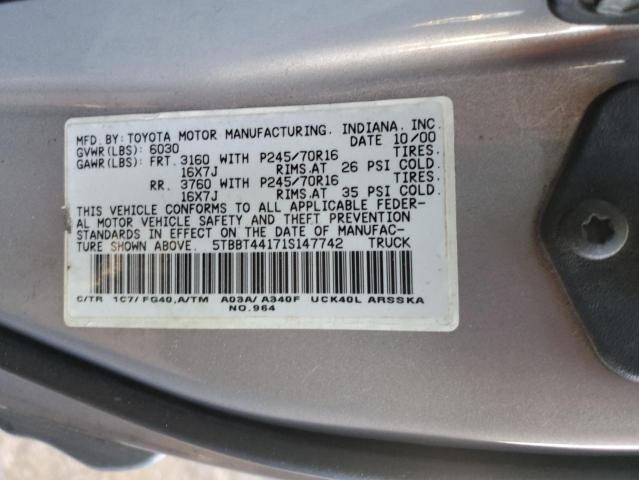 MFD. BY: TOYOTA MOTOR MANUFACTURING, INDIANA, INC.
GVWR(LBS): 6030 DATE 10/00
GAWR(LBS): FRT. 3160 WITH P245/70R16 TIRES.
16X7J RIMS.AT 26 PSI COLD.
RR. 3760 WITH P245/70R16 TIRES.
16X7J RIMS.AT 35 PSI COLD.
THIS VEHICLE CONFORMS TO ALL APPLICABLE FEDER-
AL MOTOR VEHICLE SAFETY AND THEFT PREVENTION
STANDARDS IN EFFECT ON THE DATE OF MANUFAC-
TURE SHOWN ABOVE. 5TBBT44171S147742 TRUCK
C/TR 1C7/FG40,A/TM A03A/A340F UCK40L ARSSKA
NO.964